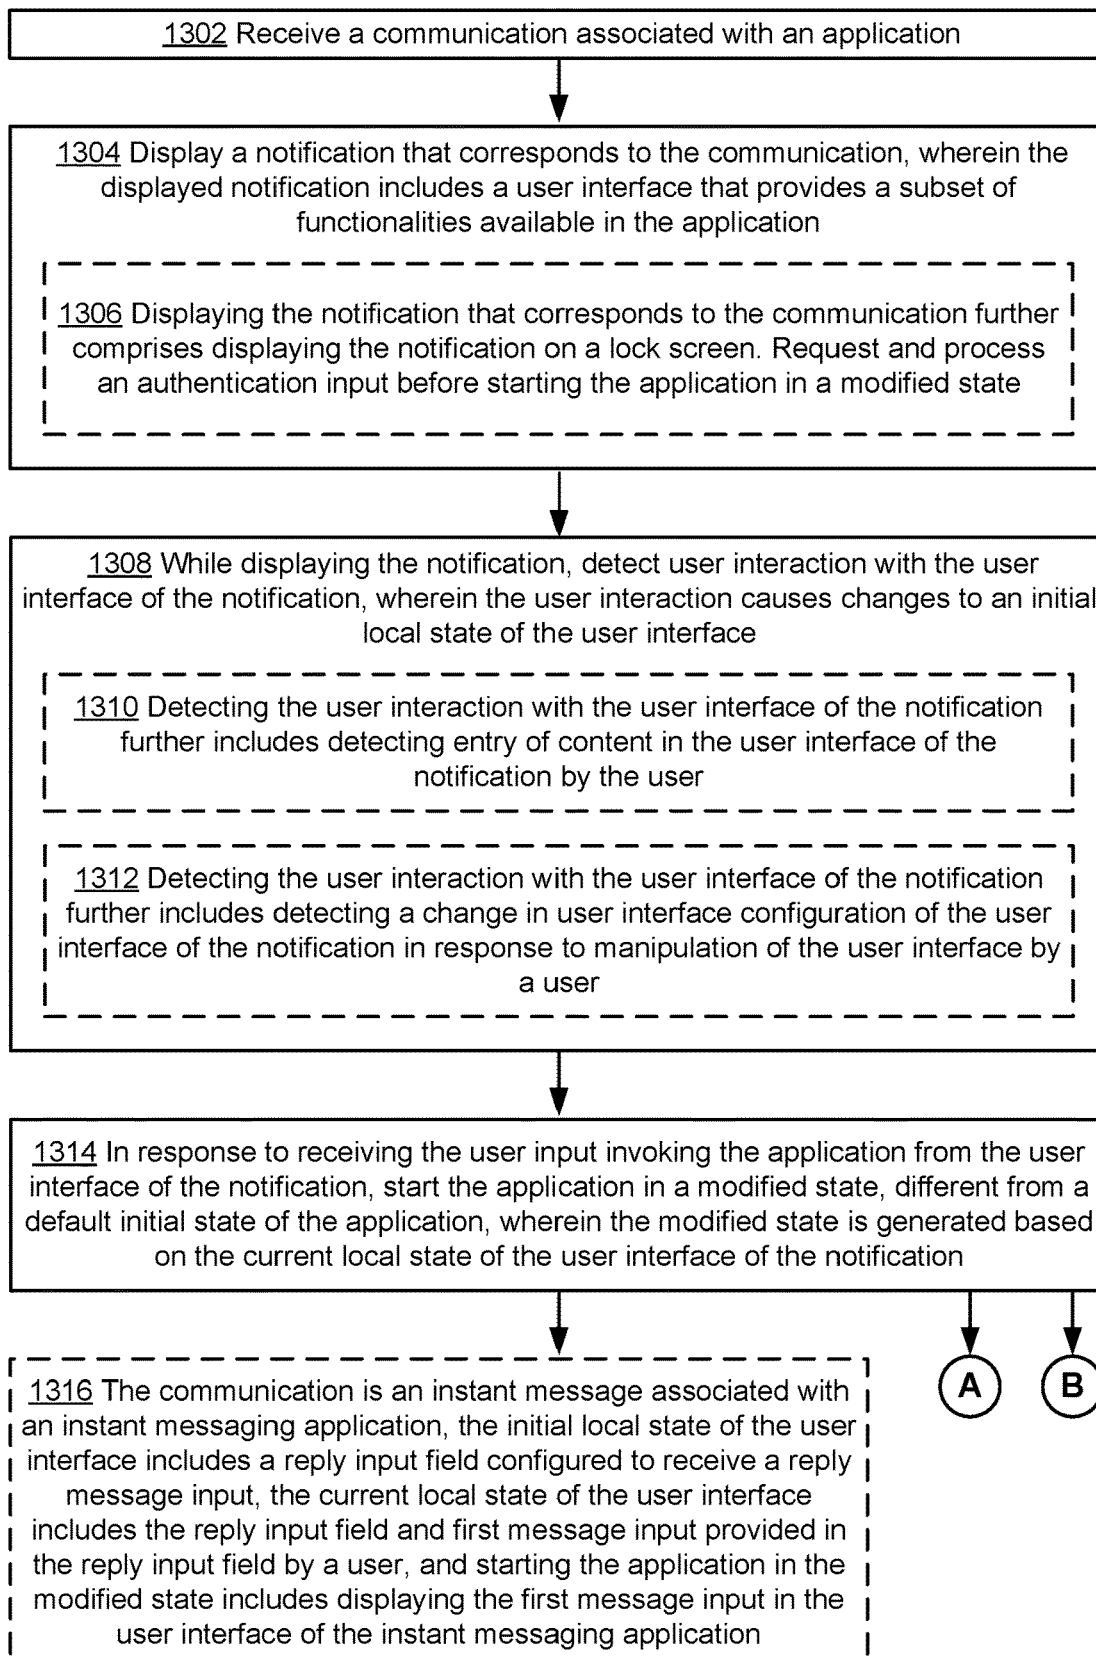 1302 Receive a communication associated with an application
1304 Display a notification that corresponds to the communication, wherein the
displayed notification includes a user interface that provides a subset of
functionalities available in the application
1306 Displaying the notification that corresponds to the communication further
comprises displaying the notification on a lock screen. Request and process
an authentication input before starting the application in a modified state
1308 While displaying the notification, detect user interaction with the user
interface of the notification, wherein the user interaction causes changes to an initial
local state of the user interface
1310 Detecting the user interaction with the user interface of the notification
further includes detecting entry of content in the user interface of the
notification by the user
1312 Detecting the user interaction with the user interface of the notification
further includes detecting a change in user interface configuration of the user
interface of the notification in response to manipulation of the user interface by
a user
1314 In response to receiving the user input invoking the application from the user
interface of the notification, start the application in a modified state, different from a
default initial state of the application, wherein the modified state is generated based
on the current local state of the user interface of the notification
A
B
1316 The communication is an instant message associated with
an instant messaging application, the initial local state of the user
interface includes a reply input field configured to receive a reply
message input, the current local state of the user interface
includes the reply input field and first message input provided in
the reply input field by a user, and starting the application in the
modified state includes displaying the first message input in the
user interface of the instant messaging application